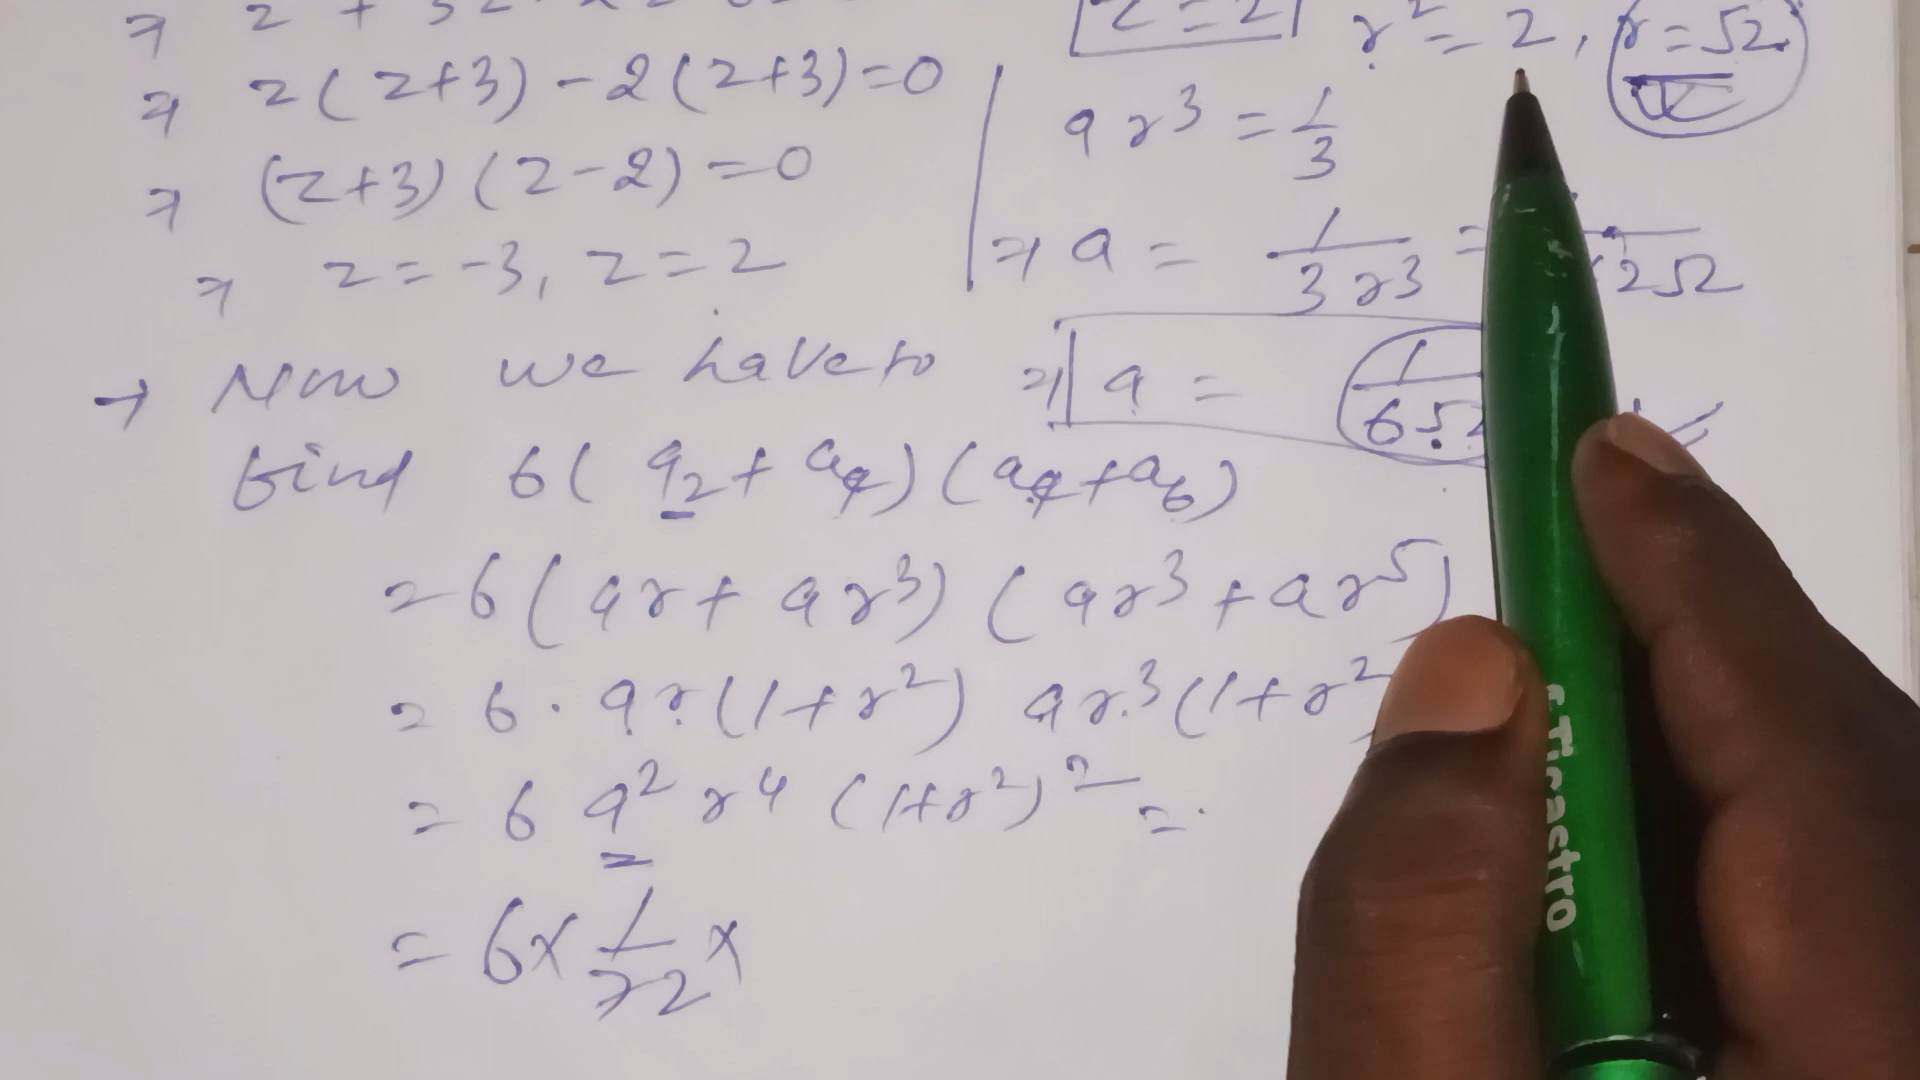 z(z+3)-2(z+3)=0
(z+3)(z-2)=0
z=-3, z=2
→ Now we have to
find 6(a₂+a₄)(a₄+a₆)
=6(ar+ar³)(ar³+ar⁵)
=6·ar(1+r²) ar³(1+r²
=6 a² r⁴ (1+r²)² =
=6×1/72×
r²=2, r=√2
ar³=1/3
⇒ a=1/3r³=
2√2
⇒ a=1/6√2
Ticastro